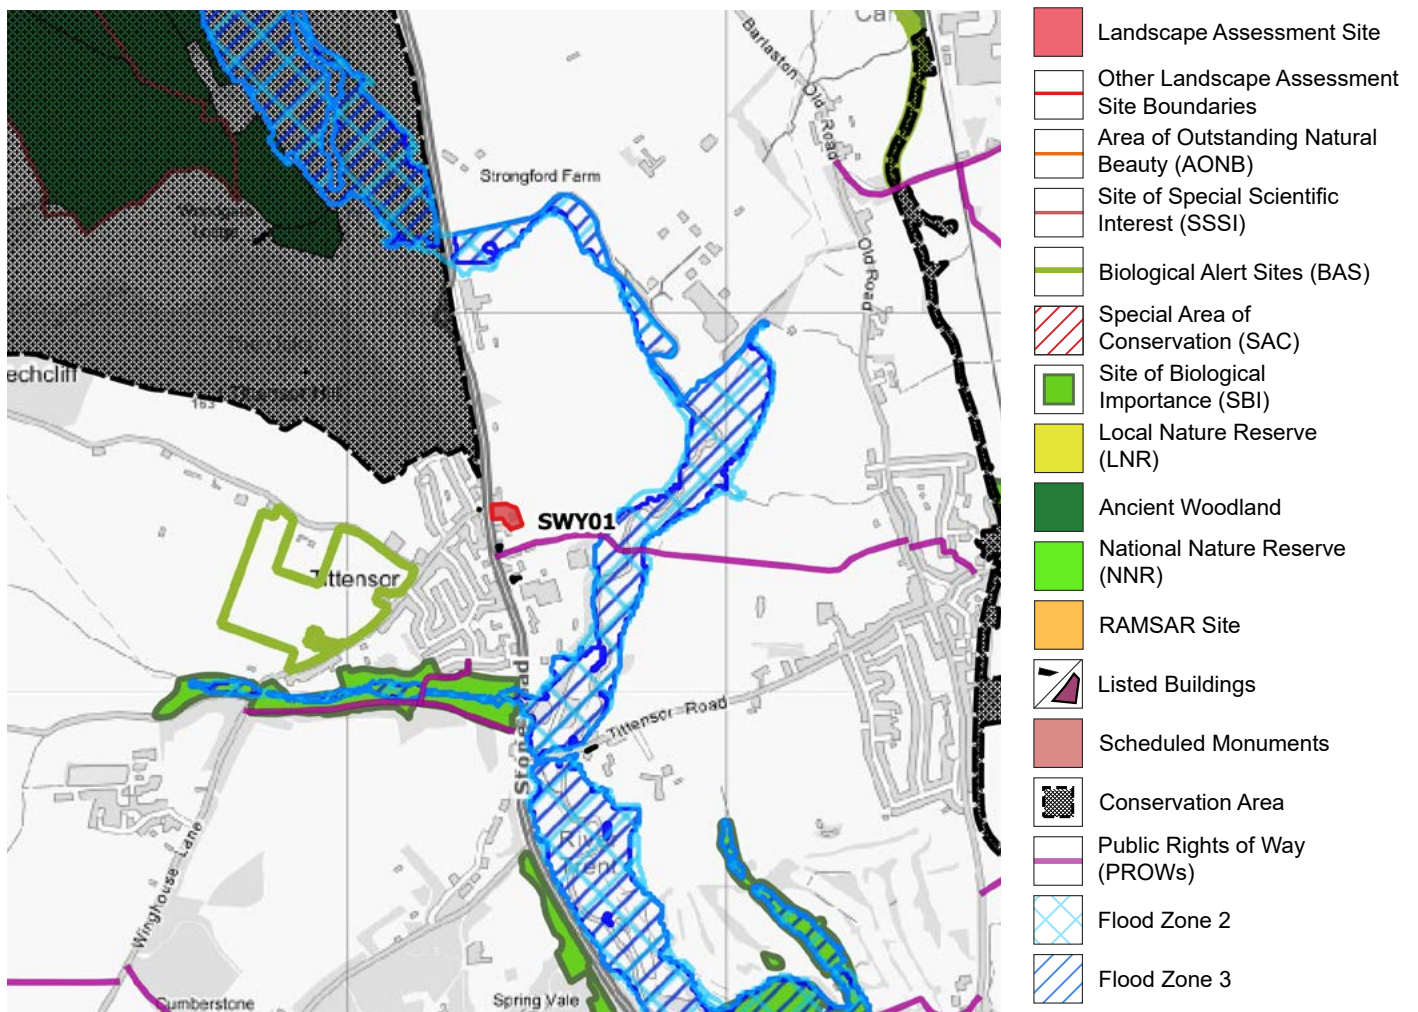 Can
Barlaston Old Road
Strongford Farm
Old Road
echcliff
163
SWY01
Tittensor
Stone Road
Tittensor Road
River
Trent
Winghouse Lane
Cumberstone
Spring Vale
Landscape Assessment Site
Other Landscape Assessment
Site Boundaries
Area of Outstanding Natural
Beauty (AONB)
Site of Special Scientific
Interest (SSSI)
Biological Alert Sites (BAS)
Special Area of
Conservation (SAC)
Site of Biological
Importance (SBI)
Local Nature Reserve
(LNR)
Ancient Woodland
National Nature Reserve
(NNR)
RAMSAR Site
Listed Buildings
Scheduled Monuments
Conservation Area
Public Rights of Way
(PROWs)
Flood Zone 2
Flood Zone 3